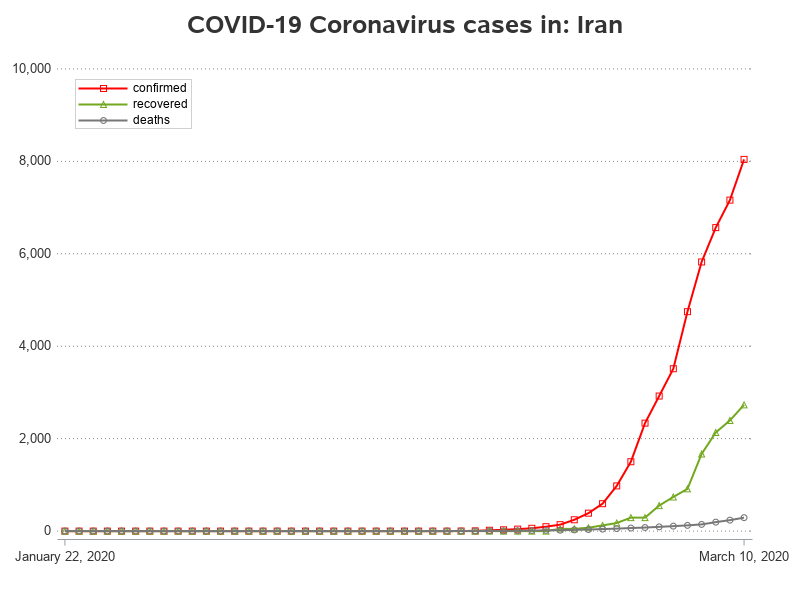 COVID-19 Coronavirus cases in: Iran
10,000
confirmed
recovered
deaths
8,000
6,000
4,000
2,000
0
January 22, 2020
March 10, 2020